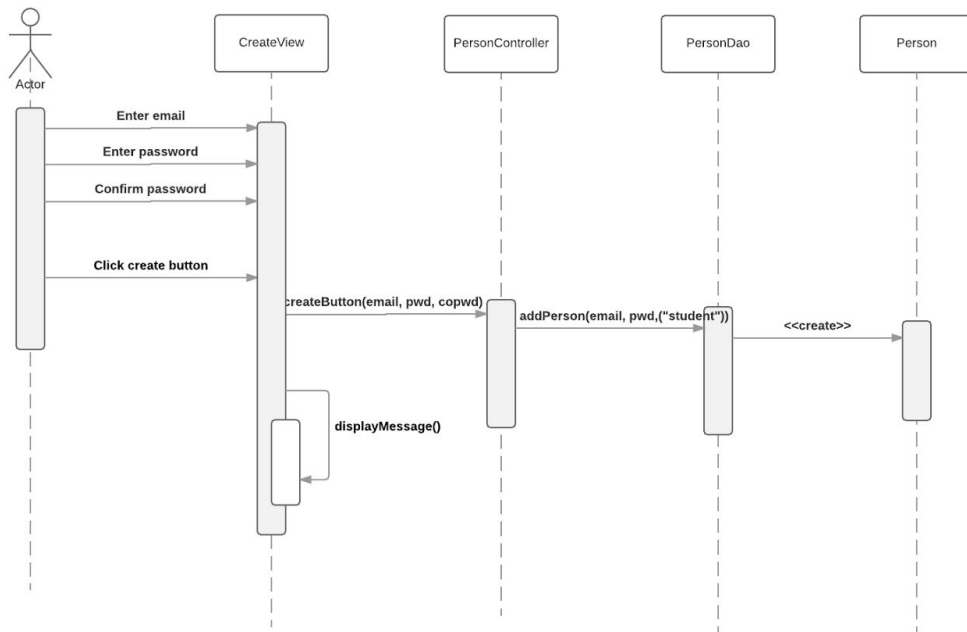 CreateView
PersonController
PersonDao
Person
Actor
Enter email
Enter password
Confirm password
Click create button
createButton(email, pwd, copwd)
addPerson(email, pwd,("student"))
<<create>>
displayMessage()